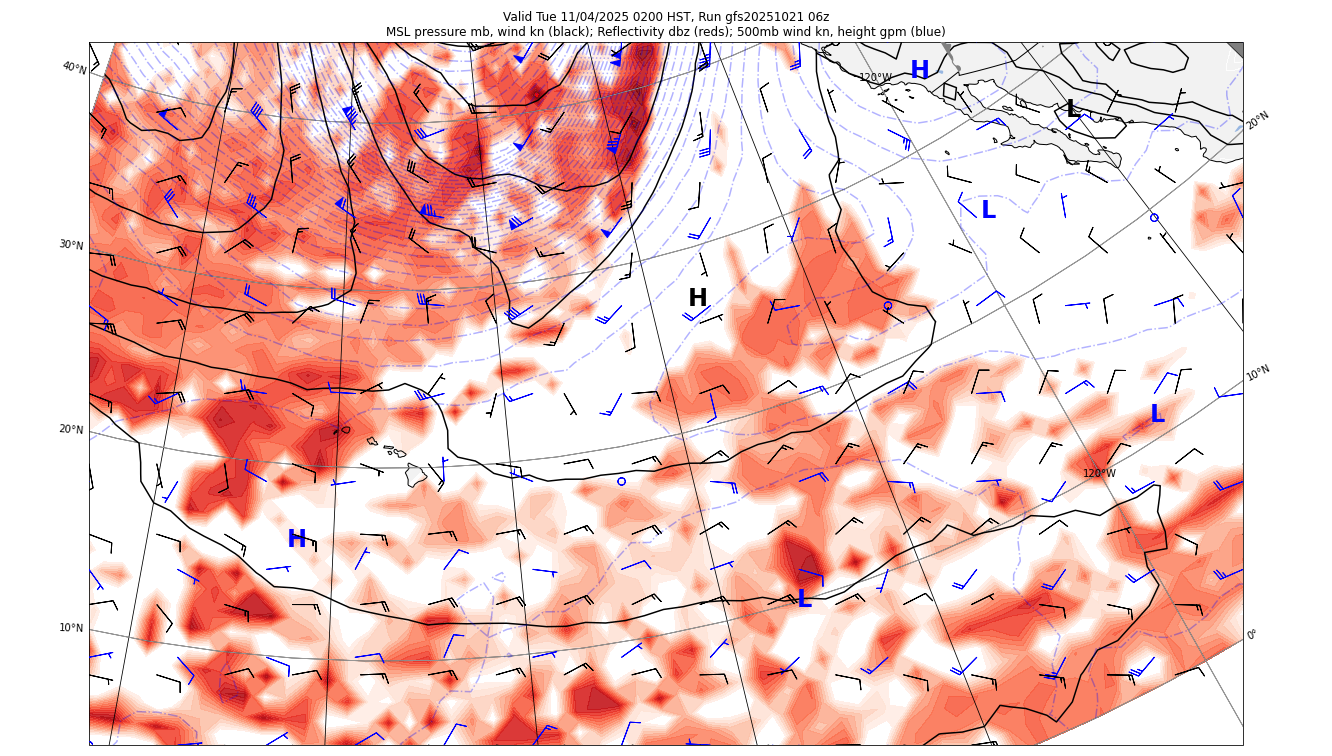 Valid Tue 11/04/2025 0200 HST, Run gfs20251021 06z
MSL pressure mb, wind kn (black); Reflectivity dbz (reds); 500mb wind kn, height gpm (blue)
40°N
120°W
H
L
20°N
L
30°N
H
10°N
L
20°N
120°W
H
L
10°N
0°